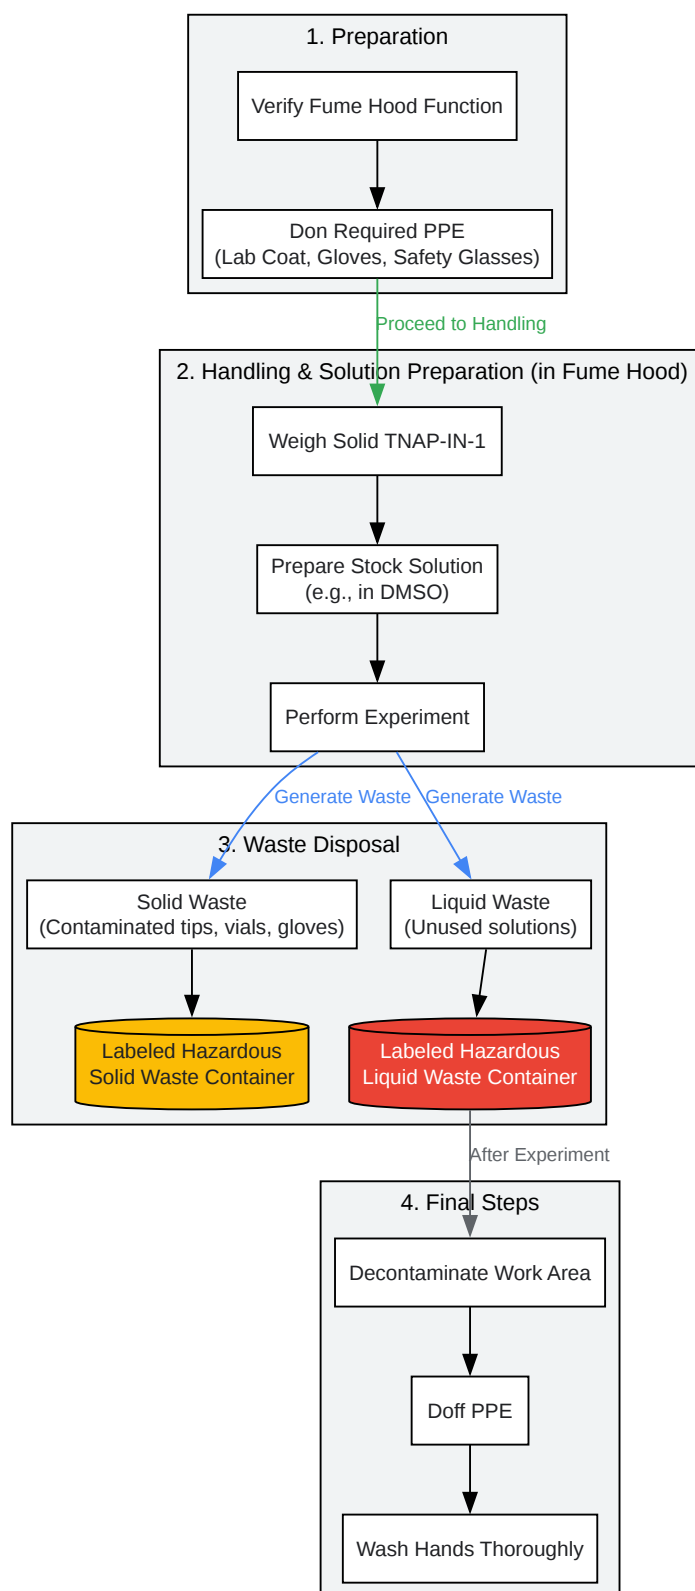 1. Preparation
Verify Fume Hood Function
Don Required PPE
(Lab Coat, Gloves, Safety Glasses)
Proceed to Handling
2. Handling & Solution Preparation (in Fume Hood)
Weigh Solid TNAP-IN-1
Prepare Stock Solution
(e.g., in DMSO)
Perform Experiment
Generate Waste
Generate Waste
3. Waste Disposal
Solid Waste
(Contaminated tips, vials, gloves)
Liquid Waste
(Unused solutions)
Labeled Hazardous
Solid Waste Container
Labeled Hazardous
Liquid Waste Container
After Experiment
4. Final Steps
Decontaminate Work Area
Doff PPE
Wash Hands Thoroughly